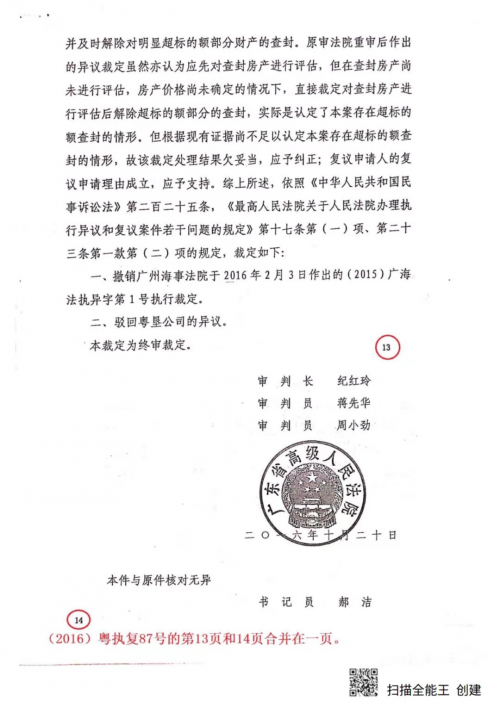 并及时解除对明显超标的额部分财产的查封。原审法院重审后作出
的异议裁定虽然亦认为应先对查封房产进行评估，但在查封房产尚
未进行评估，房产价格尚未确定的情况下，直接裁定对查封房产进
行评估后解除超标的额部分的查封，实际是认定了本案存在超标的
额查封的情形。但根据现有证据尚不足以认定本案存在超标的额查
封的情形，故该裁定处理结果欠妥当，应予纠正；复议申请人的复
议申请理由成立，应予支持。综上所述，依照《中华人民共和国民
事诉讼法》第二百二十五条，《最高人民法院关于人民法院办理执
行异议和复议案件若干问题的规定》第十七条第（一）项、第二十
三条第一款第（二）项的规定，裁定如下：
一、撤销广州海事法院于2016年2月3日作出的（2015）广海
法执异字第1号执行裁定。
二、驳回粤垦公司的异议。
本裁定为终审裁定。
13
审 判 长 纪红玲
审 判 员 蒋先华
审 判 员 周小劲
广东省高级人民法院
二〇一六年十月二十日
本件与原件核对无异
书 记 员 郝 洁
14
（2016）粤执复87号的第13页和14页合并在一页。
扫描全能王 创建